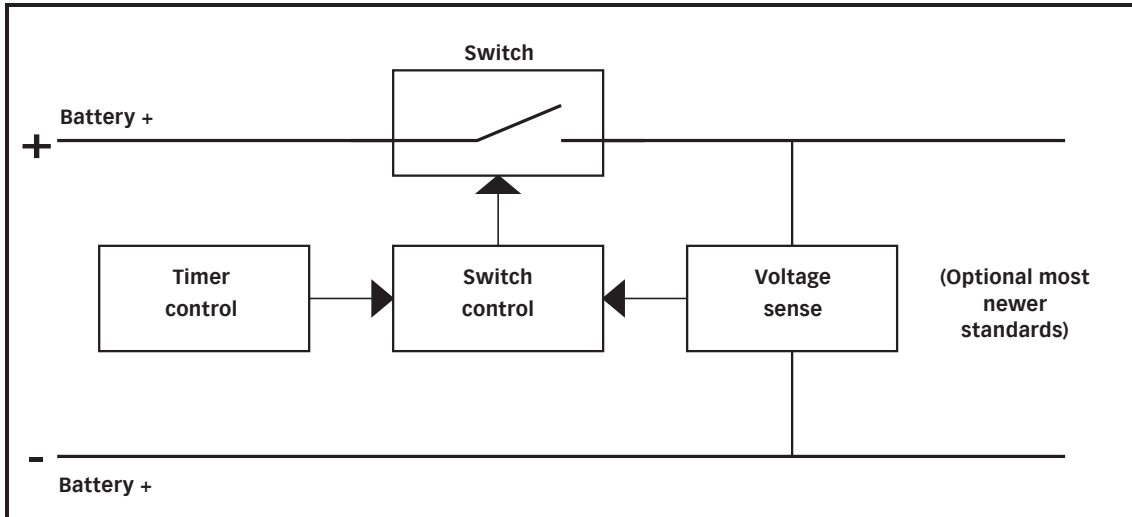 Switch
Battery +
+
Timer
control
Switch
control
Voltage
sense
(Optional most
newer
standards)
-
Battery +